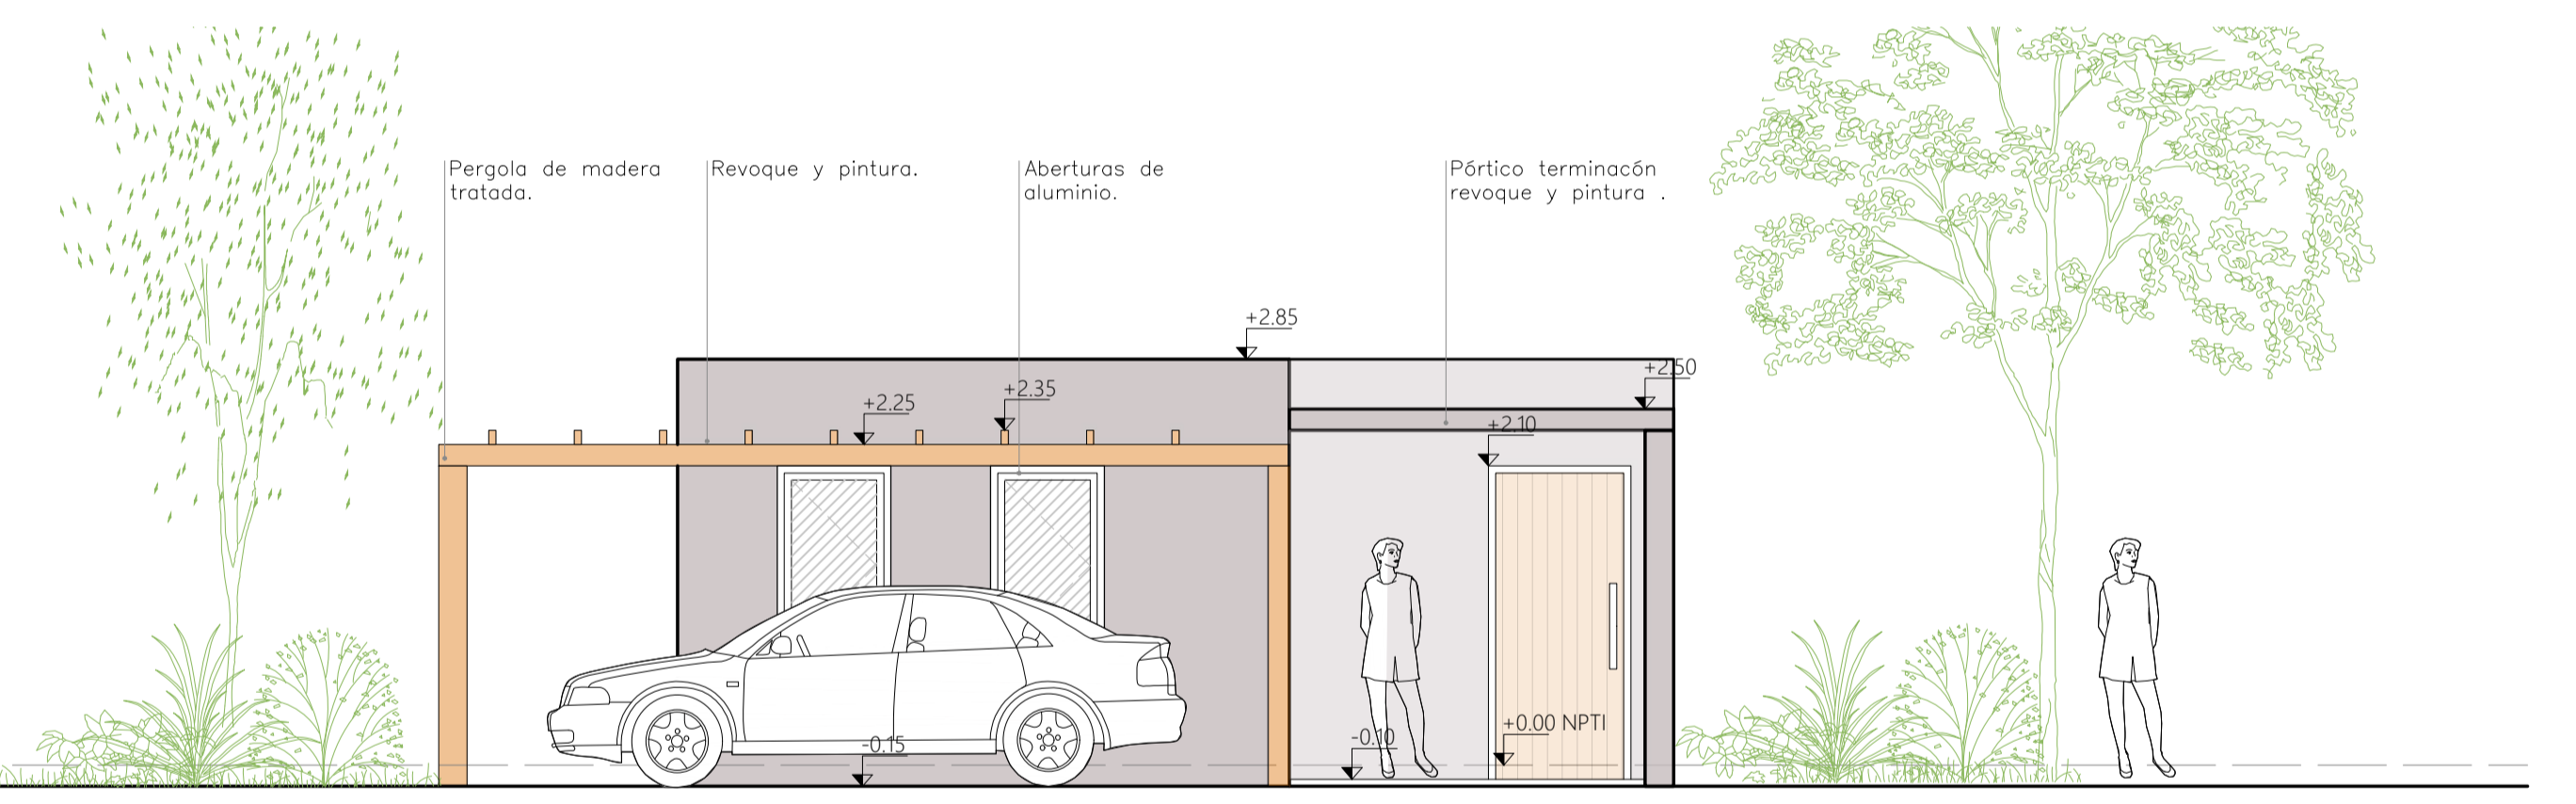 Pergola de madera
tratada.
Revoque y pintura.
Aberturas de
aluminio.
Pórtico terminacón
revoque y pintura .
+2.85
+2.50
+2.35
+2.25
+2.10
+0.00 NPTI
-0.10
-0.15